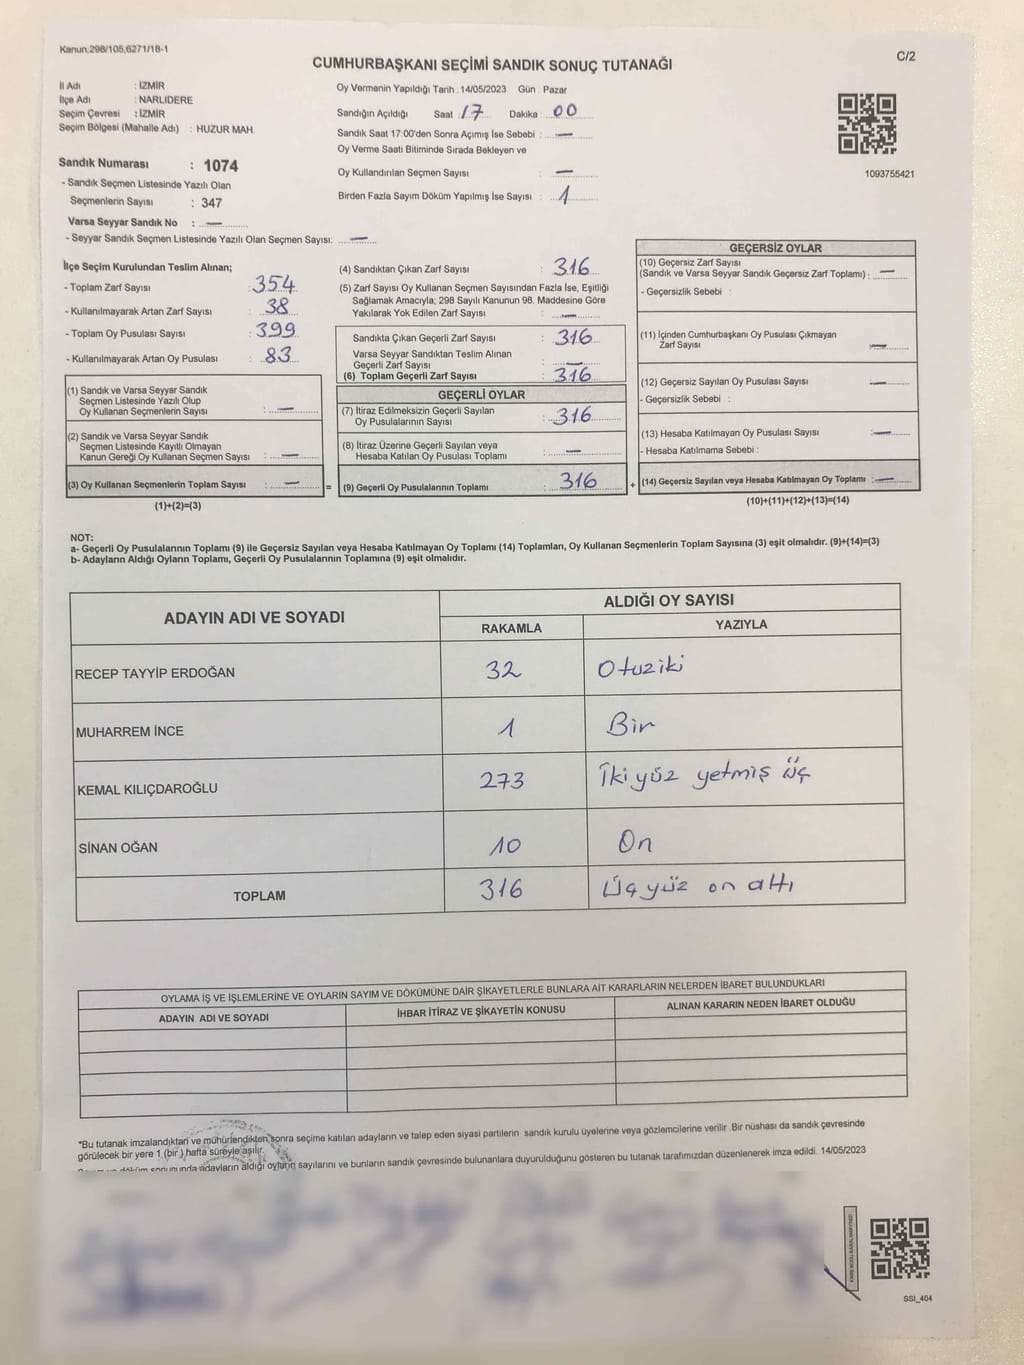 Kanun,298/105,6271/18-1
C/2
CUMHURBAŞKANI SEÇİMİ SANDIK SONUÇ TUTANAĞI
İl Adı : İZMİR
İlçe Adı : NARLIDERE
Seçim Çevresi : İZMİR
Seçim Bölgesi (Mahalle Adı) : HUZUR MAH.
Sandık Numarası : 1074
- Sandık Seçmen Listesinde Yazılı Olan
Seçmenlerin Sayısı : 347
Varsa Seyyar Sandık No : —
- Seyyar Sandık Seçmen Listesinde Yazılı Olan Seçmen Sayısı: —
Oy Vermenin Yapıldığı Tarih : 14/05/2023 Gün : Pazar
Sandığın Açıldığı Saat 17 Dakika : 00
Sandık Saat 17:00'den Sonra Açımış İse Sebebi : —
Oy Verme Saati Bitiminde Sırada Bekleyen ve
Oy Kullandırılan Seçmen Sayısı —
Birden Fazla Sayım Döküm Yapılmış İse Sayısı : 1
1093755421
İlçe Seçim Kurulundan Teslim Alınan;
- Toplam Zarf Sayısı : 354
- Kullanılmayarak Artan Zarf Sayısı : 38
- Toplam Oy Pusulası Sayısı : 399
- Kullanılmayarak Artan Oy Pusulası : 83
(1) Sandık ve Varsa Seyyar Sandık
Seçmen Listesinde Yazılı Olup
Oy Kullanan Seçmenlerin Sayısı : —
(2) Sandık ve Varsa Seyyar Sandık
Seçmen Listesinde Kayıtlı Olmayan
Kanun Gereği Oy Kullanan Seçmen Sayısı : —
(3) Oy Kullanan Seçmenlerin Toplam Sayısı : — =
(1)+(2)=(3)
(4) Sandıktan Çıkan Zarf Sayısı : 316
(5) Zarf Sayısı Oy Kullanan Seçmen Sayısından Fazla İse, Eşitliği
Sağlamak Amacıyla; 298 Sayılı Kanunun 98. Maddesine Göre
Yakılarak Yok Edilen Zarf Sayısı : —
Sandıkta Çıkan Geçerli Zarf Sayısı : 316
Varsa Seyyar Sandıktan Teslim Alınan
Geçerli Zarf Sayısı : —
(6) Toplam Geçerli Zarf Sayısı : 316
GEÇERLİ OYLAR
(7) İtiraz Edilmeksizin Geçerli Sayılan
Oy Pusulalarının Sayısı : 316
(8) İtiraz Üzerine Geçerli Sayılan veya
Hesaba Katılan Oy Pusulası Toplamı : —
(9) Geçerli Oy Pusulalarının Toplamı : 316 +
GEÇERSİZ OYLAR
(10) Geçersiz Zarf Sayısı
(Sandık ve Varsa Seyyar Sandık Geçersiz Zarf Toplamı) : —
- Geçersizlik Sebebi :
(11) İçinden Cumhurbaşkanı Oy Pusulası Çıkmayan
Zarf Sayısı : —
(12) Geçersiz Sayılan Oy Pusulası Sayısı : —
- Geçersizlik Sebebi :
(13) Hesaba Katılmayan Oy Pusulası Sayısı : —
- Hesaba Katılmama Sebebi :
(14) Geçersiz Sayılan veya Hesaba Katılmayan Oy Toplamı : —
(10)+(11)+(12)+(13)=(14)
NOT:
a- Geçerli Oy Pusulalarının Toplamı (9) ile Geçersiz Sayılan veya Hesaba Katılmayan Oy Toplamı (14) Toplamları, Oy Kullanan Seçmenlerin Toplam Sayısına (3) eşit olmalıdır. (9)+(14)=(3)
b- Adayların Aldığı Oyların Toplamı, Geçerli Oy Pusulalarının Toplamına (9) eşit olmalıdır.
ADAYIN ADI VE SOYADI ALDIĞI OY SAYISI
RAKAMLA YAZIYLA
RECEP TAYYİP ERDOĞAN 32 Otuziki
MUHARREM İNCE 1 Bir
KEMAL KILIÇDAROĞLU 273 İkiyüz yetmiş üç
SİNAN OĞAN 10 On
TOPLAM 316 Üçyüz on altı
OYLAMA İŞ VE İŞLEMLERİNE VE OYLARIN SAYIM VE DÖKÜMÜNE DAİR ŞİKAYETLERLE BUNLARA AİT KARARLARIN NELERDEN İBARET BULUNDUKLARI
ADAYIN ADI VE SOYADI İHBAR İTİRAZ VE ŞİKAYETİN KONUSU ALINAN KARARIN NEDEN İBARET OLDUĞU
*Bu tutanak imzalandıktan ve mühürlendikten sonra seçime katılan adayların ve talep eden siyasi partilerin sandık kurulu üyelerine veya gözlemcilerine verilir .Bir nüshası da sandık çevresinde
görülecek bir yere 1 (bir ) hafta süreyle asılır.
döküm sonununda adayların aldığı oyların sayılarını ve bunların sandık çevresinde bulunanlara duyurulduğunu gösteren bu tutanak tarafımızdan düzenlenerek imza edildi. 14/05/2023
SSI_404